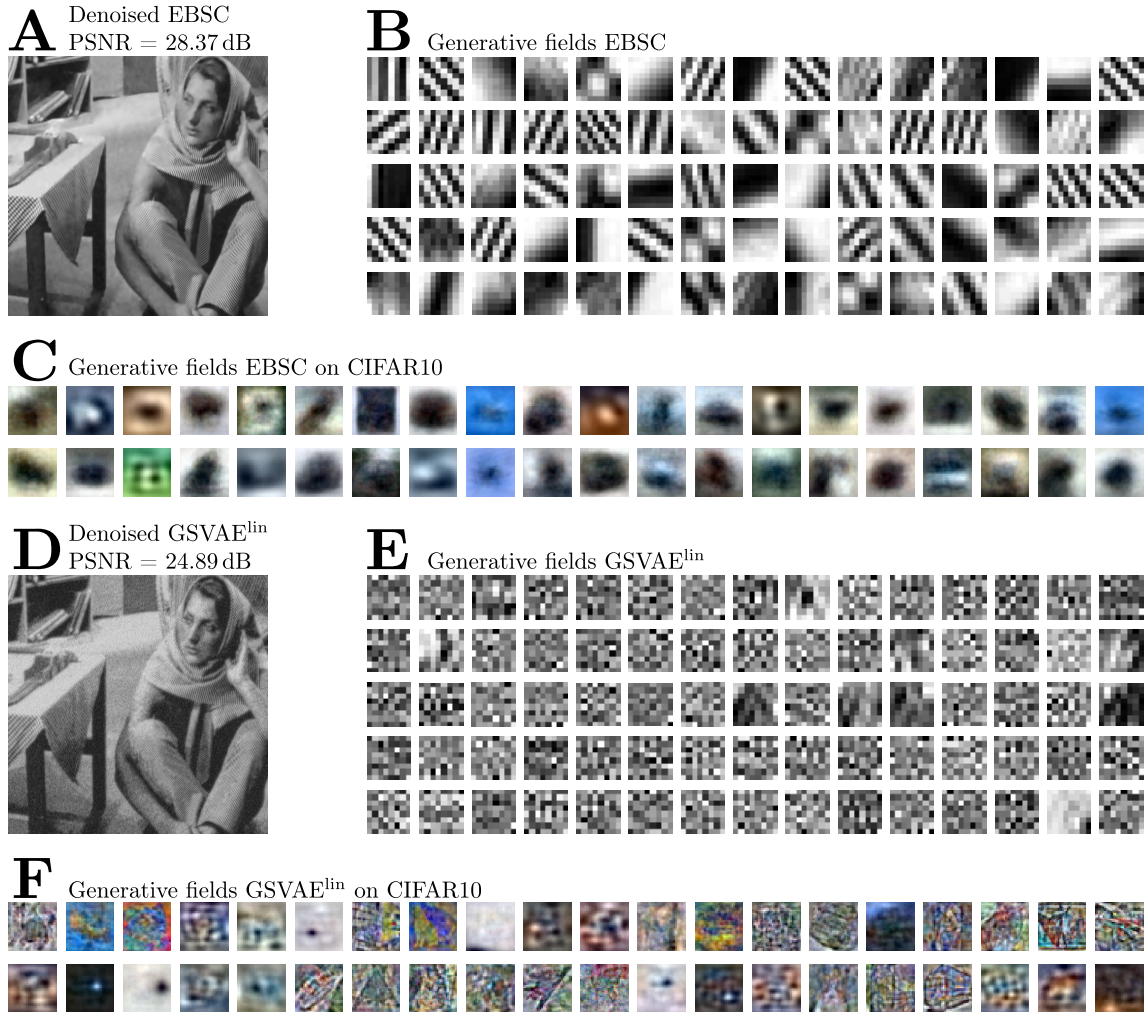 A Denoised EBSC
PSNR = 28.37 dB
B Generative fields EBSC
C Generative fields EBSC on CIFAR10
D Denoised GSVAE^lin
PSNR = 24.89 dB
E Generative fields GSVAE^lin
F Generative fields GSVAE^lin on CIFAR10